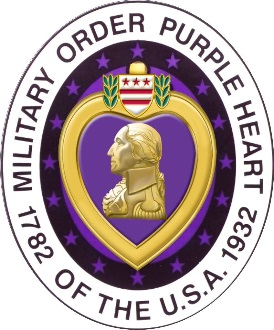 MILITARY ORDER PURPLE HEART
1782 OF THE U.S.A. 1932